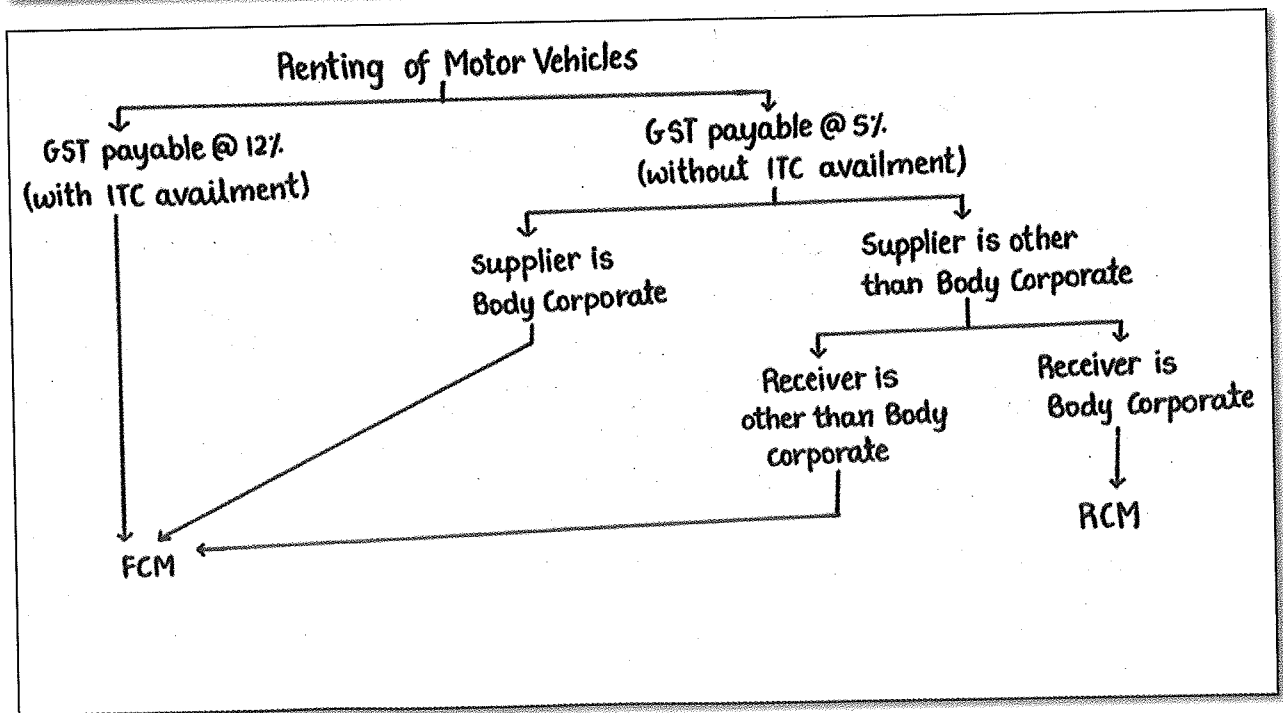 Renting of Motor Vehicles
GST payable @ 12%
(with ITC availment)
GST payable @ 5%
(without ITC availment)
Supplier is
Body Corporate
Supplier is other
than Body Corporate
Receiver is
other than Body
corporate
Receiver is
Body Corporate
RCM
FCM